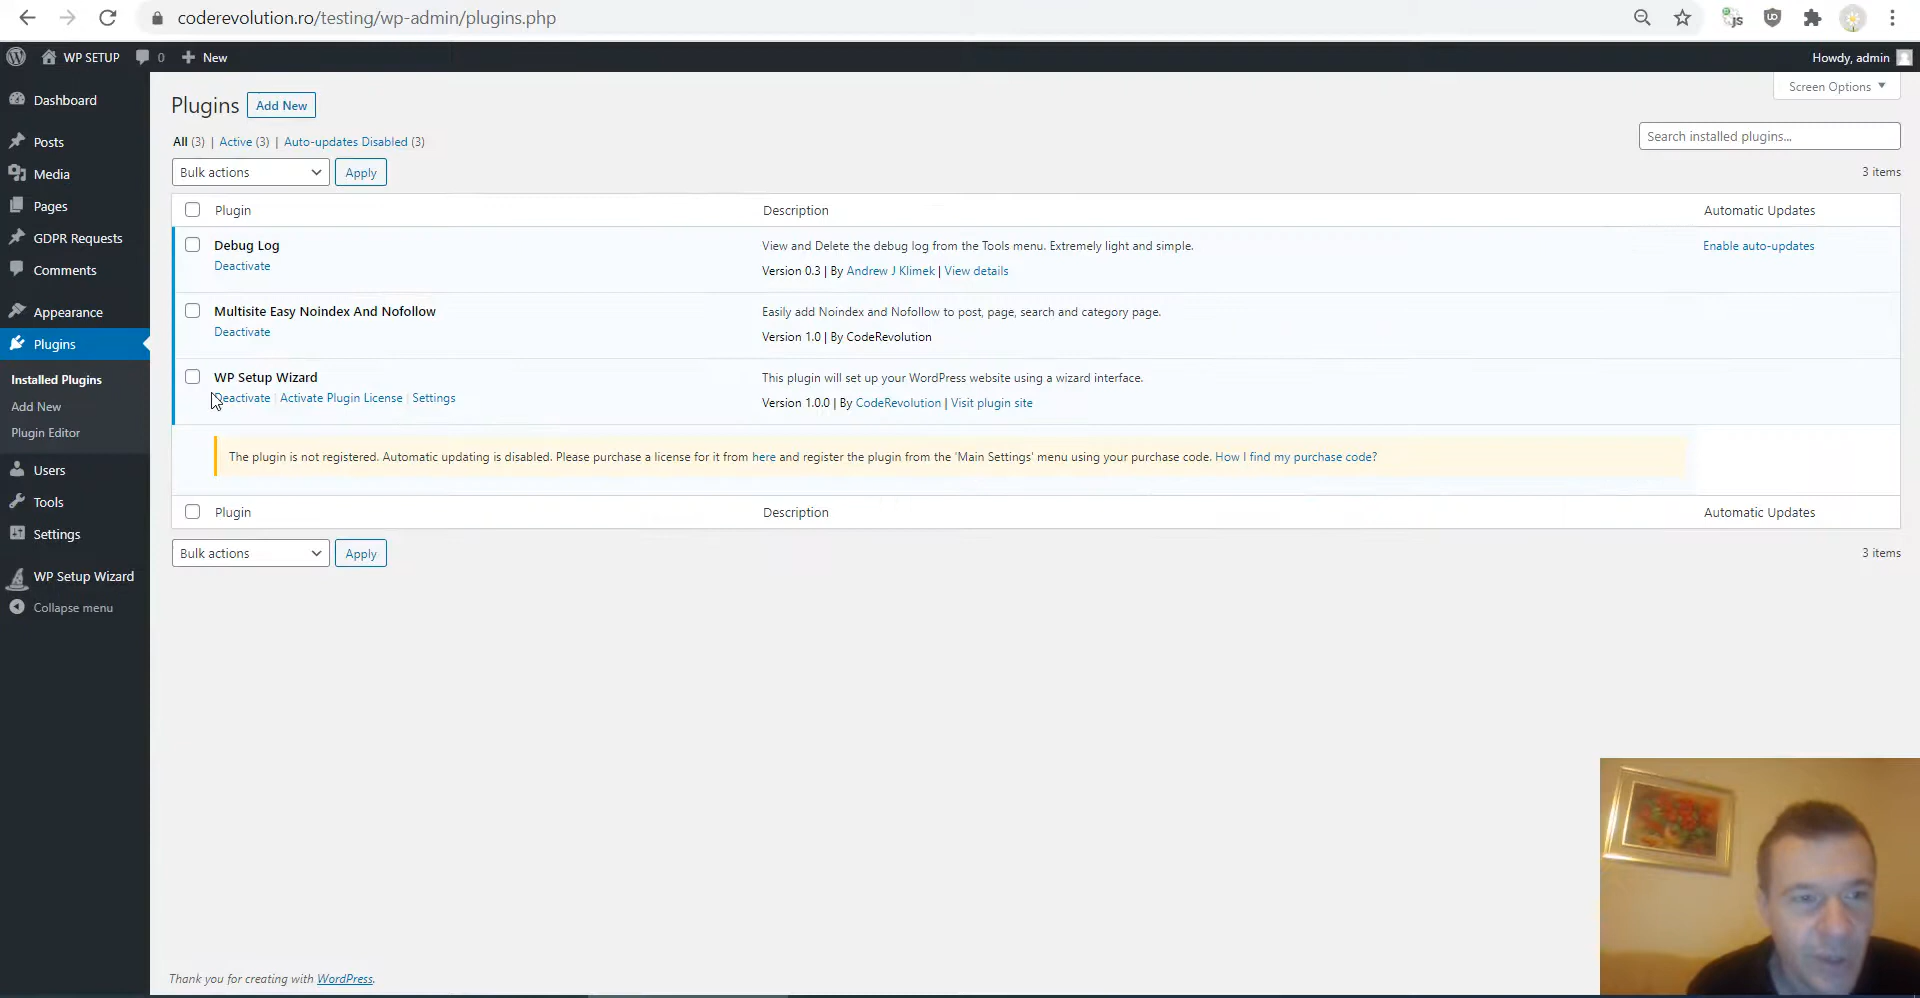 coderevolution.ro/testing/wp-admin/plugins.php
WP SETUP 0 New Howdy, admin
Screen Options
Dashboard
Posts
Media
Pages
GDPR Requests
Comments
Appearance
Plugins
Installed Plugins
Add New
Plugin Editor
Users
Tools
Settings
WP Setup Wizard
Collapse menu
Plugins Add New
All (3) | Active (3) | Auto-updates Disabled (3)
Search installed plugins...
Bulk actions Apply 3 items
Plugin Description Automatic Updates
Debug Log View and Delete the debug log from the Tools menu. Extremely light and simple. Enable auto-updates
Deactivate Version 0.3 | By Andrew J Klimek | View details
Multisite Easy Noindex And Nofollow Easily add Noindex and Nofollow to post, page, search and category page.
Deactivate Version 1.0 | By CodeRevolution
WP Setup Wizard This plugin will set up your WordPress website using a wizard interface.
Deactivate | Activate Plugin License | Settings Version 1.0.0 | By CodeRevolution | Visit plugin site
The plugin is not registered. Automatic updating is disabled. Please purchase a license for it from here and register the plugin from the 'Main Settings' menu using your purchase code. How I find my purchase code?
Plugin Description Automatic Updates
Bulk actions Apply 3 items
Thank you for creating with WordPress.